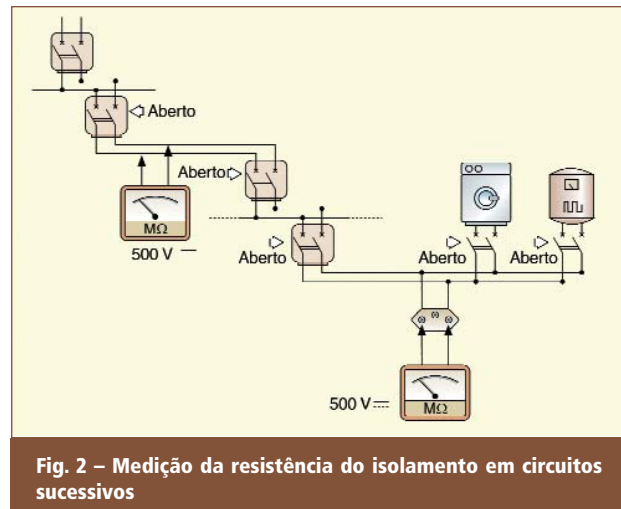 Aberto
Aberto
MΩ
500 V
Aberto
Aberto
Aberto
500 V
MΩ
Fig. 2 – Medição da resistência do isolamento em circuitos
sucessivos